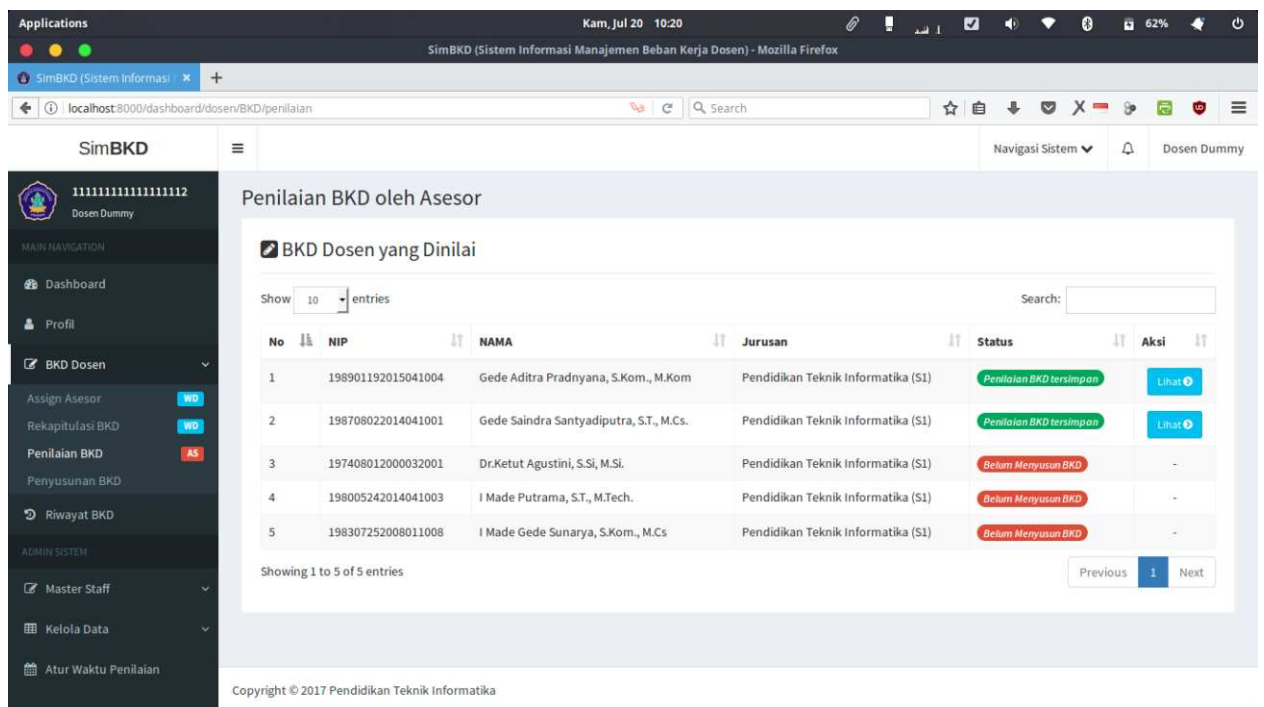 Applications Kam, Jul 20 10:20 62%
SimBKD (Sistem Informasi Manajemen Beban Kerja Dosen) - Mozilla Firefox
SimBKD (Sistem Informasi
localhost:8000/dashboard/dosen/BKD/penilaian Search
SimBKD Navigasi Sistem Dosen Dummy
111111111111111112
Dosen Dummy
MAIN NAVIGATION
Dashboard
Profil
BKD Dosen
Assign Asesor WD
Rekapitulasi BKD WD
Penilaian BKD AS
Penyusunan BKD
Riwayat BKD
ADMIN SISTEM
Master Staff
Kelola Data
Atur Waktu Penilaian
Penilaian BKD oleh Asesor
BKD Dosen yang Dinilai
Show 10 entries Search:
No NIP NAMA Jurusan Status Aksi
1 198901192015041004 Gede Aditra Pradnyana, S.Kom., M.Kom Pendidikan Teknik Informatika (S1) Penilaian BKD tersimpan Lihat
2 198708022014041001 Gede Saindra Santyadiputra, S.T., M.Cs. Pendidikan Teknik Informatika (S1) Penilaian BKD tersimpan Lihat
3 197408012000032001 Dr.Ketut Agustini, S.Si, M.Si. Pendidikan Teknik Informatika (S1) Belum Menyusun BKD -
4 198005242014041003 I Made Putrama, S.T., M.Tech. Pendidikan Teknik Informatika (S1) Belum Menyusun BKD -
5 198307252008011008 I Made Gede Sunarya, S.Kom., M.Cs Pendidikan Teknik Informatika (S1) Belum Menyusun BKD -
Showing 1 to 5 of 5 entries Previous 1 Next
Copyright © 2017 Pendidikan Teknik Informatika